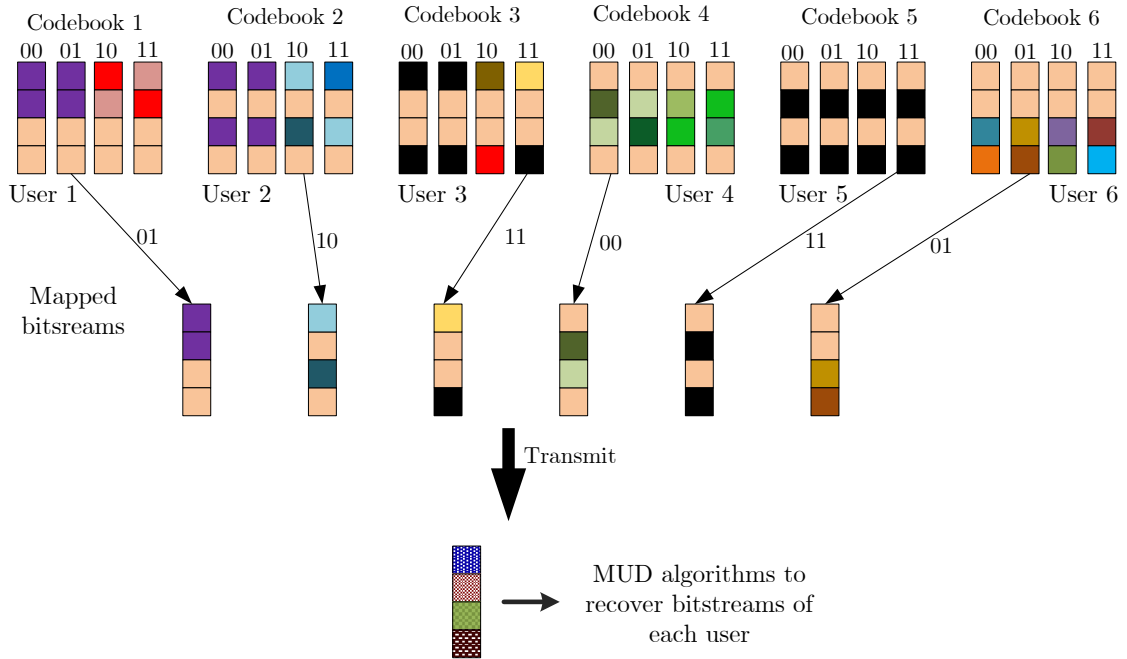 Codebook 1
Codebook 2
Codebook 3
Codebook 4
Codebook 5
Codebook 6
00 01 10 11
00 01 10 11
00 01 10 11
00 01 10 11
00 01 10 11
00 01 10 11
User 1
User 2
User 3
User 4
User 5
User 6
01
10
11
00
11
01
Mapped
bitsreams
Transmit
MUD algorithms to
recover bitstreams of
each user